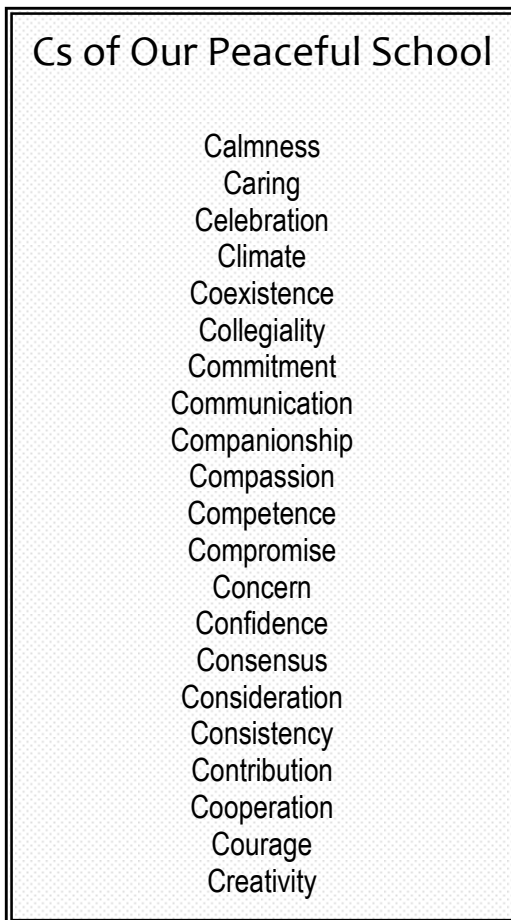 Cs of Our Peaceful School
Calmness
Caring
Celebration
Climate
Coexistence
Collegiality
Commitment
Communication
Companionship
Compassion
Competence
Compromise
Concern
Confidence
Consensus
Consideration
Consistency
Contribution
Cooperation
Courage
Creativity